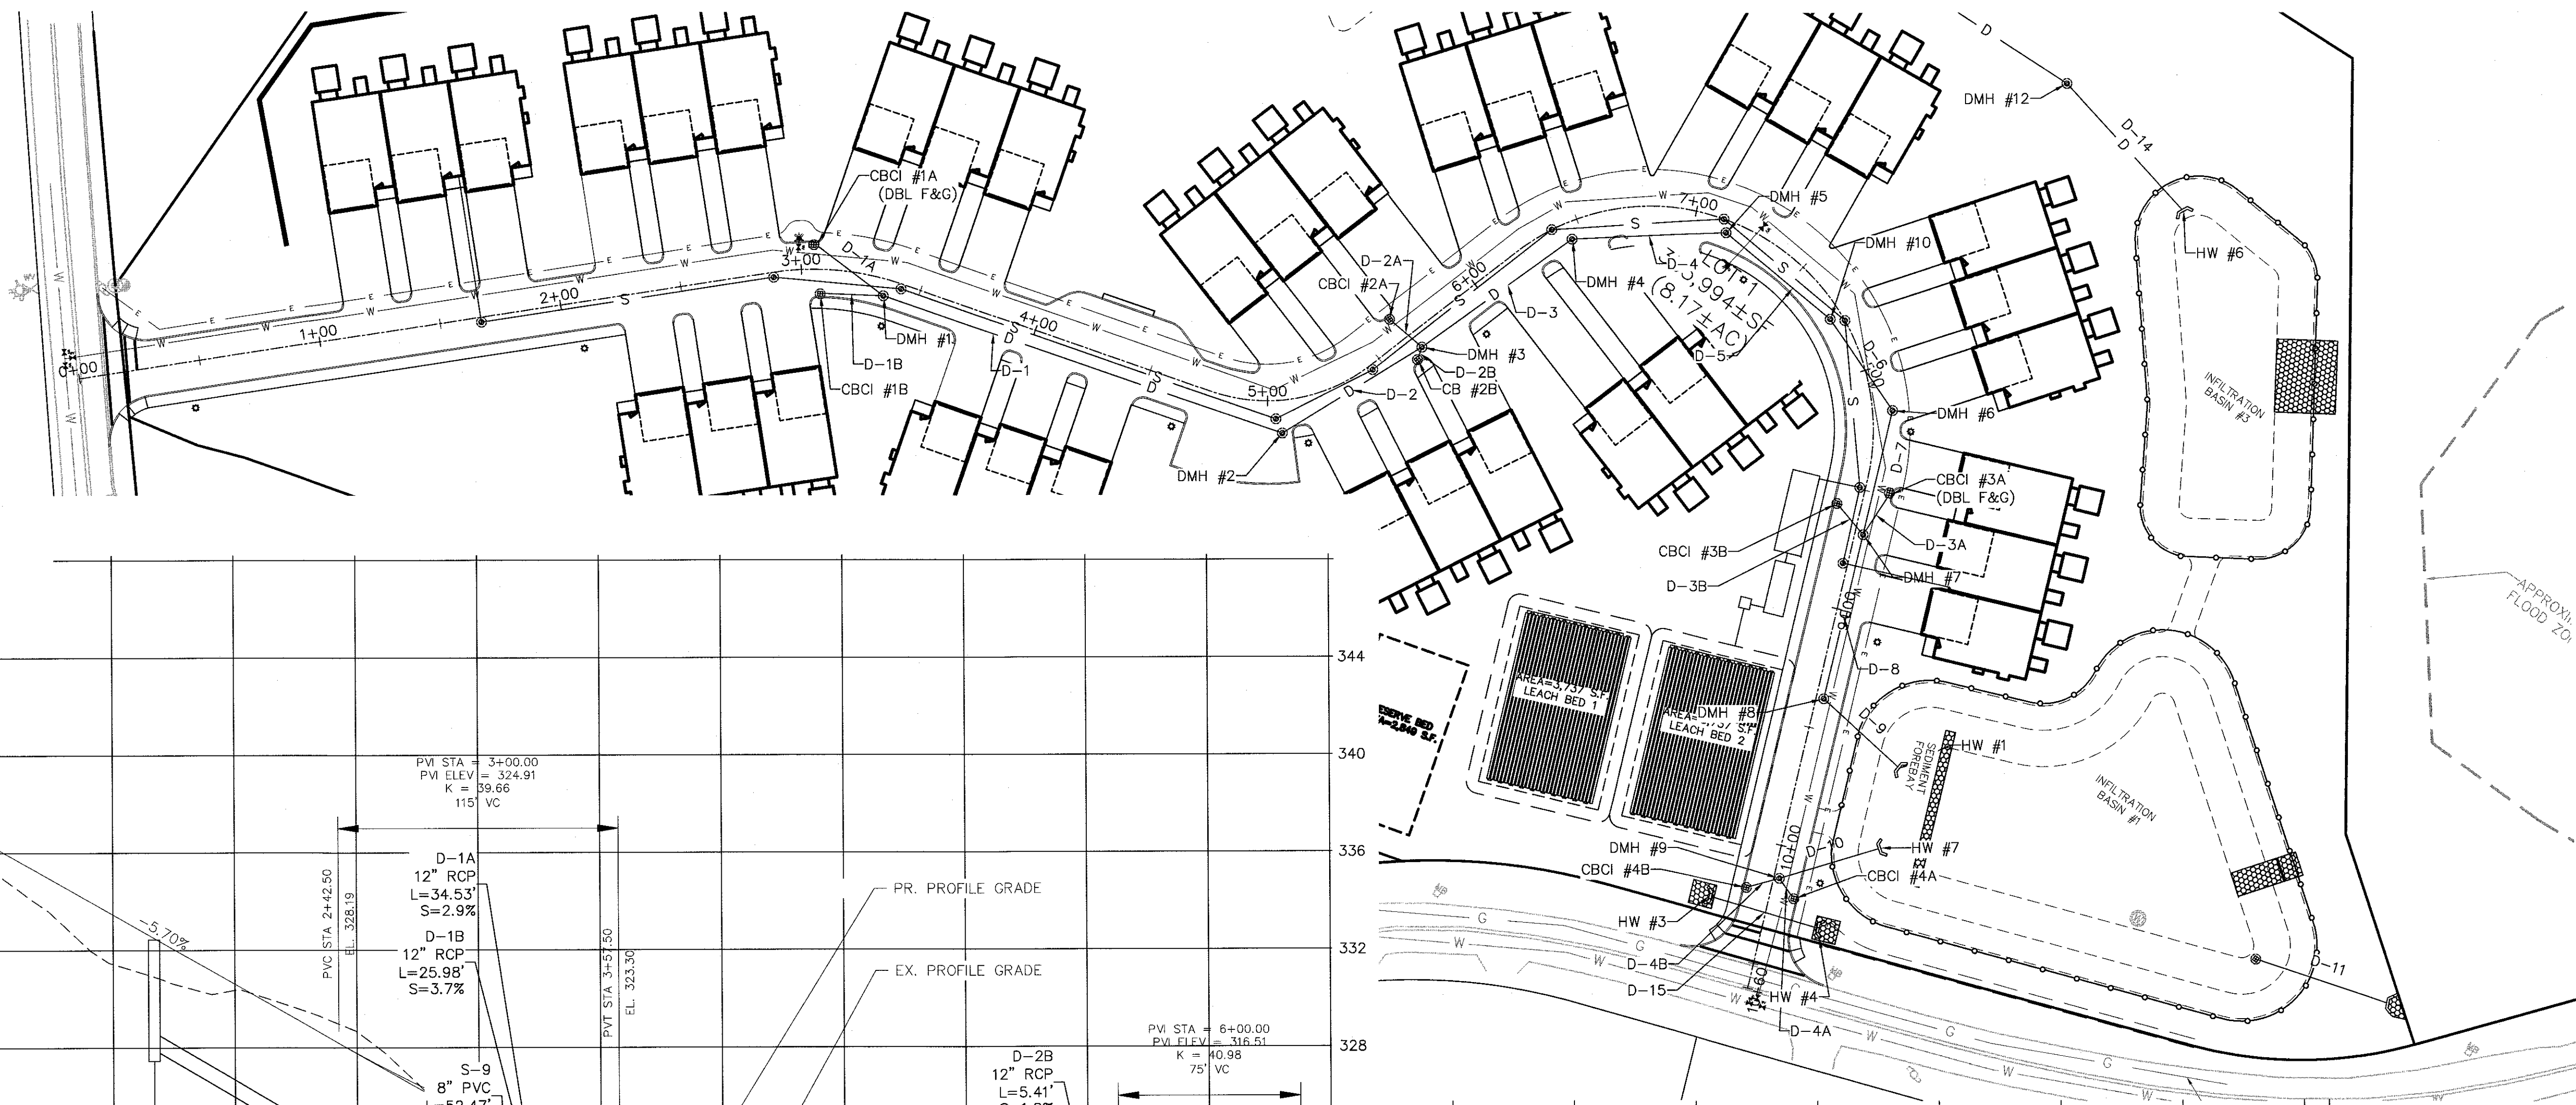 DMH #12
D
D-14
D
HW #6
INFILTRATION
BASIN #3
CBCI #1A
(DBL F&G)
D-1A
0+00
1+00
2+00
3+00
4+00
5+00
6+00
7+00
DMH #1
D-1B
CBCI #1B
D-1
D
DMH #2
D-2
D-2A
CBCI #2A
DMH #3
D-2B
CB #2B
D-3
DMH #4
D-4
DMH #5
LOT 1
(8.17±AC)
D-5
DMH #10
D-6
DMH #6
D-7
CBCI #3A
(DBL F&G)
CBCI #3B
D-3A
D-3B
DMH #7
D-8
DMH #8
D-9
AREA=3,737 S.F.
LEACH BED 1
LEACH BED 2
HW #1
SEDIMENT
FOREBAY
INFILTRATION
BASIN #1
DMH #9
10+00
D-10
HW #7
CBCI #4B
CBCI #4A
HW #3
D-4B
D-15
HW #4
D-4A
D-11
344
340
336
332
328
PVI STA = 3+00.00
PVI ELEV = 324.91
K = 39.66
115' VC
D-1A
12" RCP
L=34.53'
S=2.9%
D-1B
12" RCP
L=25.98'
S=3.7%
-5.70%
PVC STA 2+42.50
EL. 328.19
PVT STA 3+57.50
EL. 323.30
PR. PROFILE GRADE
EX. PROFILE GRADE
S-9
8" PVC
D-2B
12" RCP
L=5.41'
PVI STA = 6+00.00
PVI ELEV = 316.51
K = 40.98
75' VC